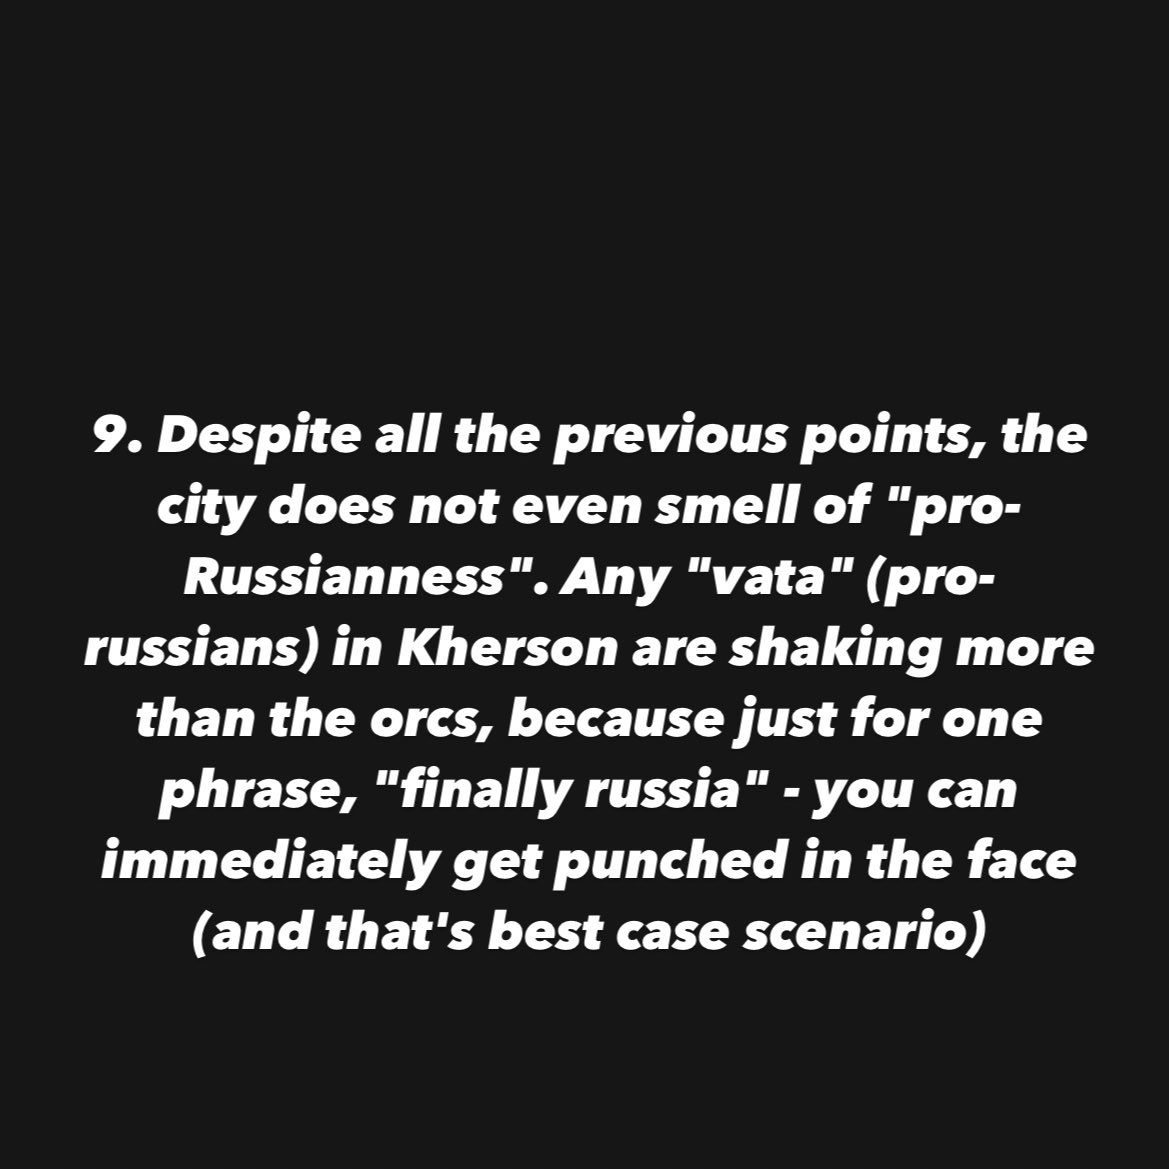 9. Despite all the previous points, the
city does not even smell of "pro-
Russianness". Any "vata" (pro-
russians) in Kherson are shaking more
than the orcs, because just for one
phrase, "finally russia" - you can
immediately get punched in the face
(and that's best case scenario)